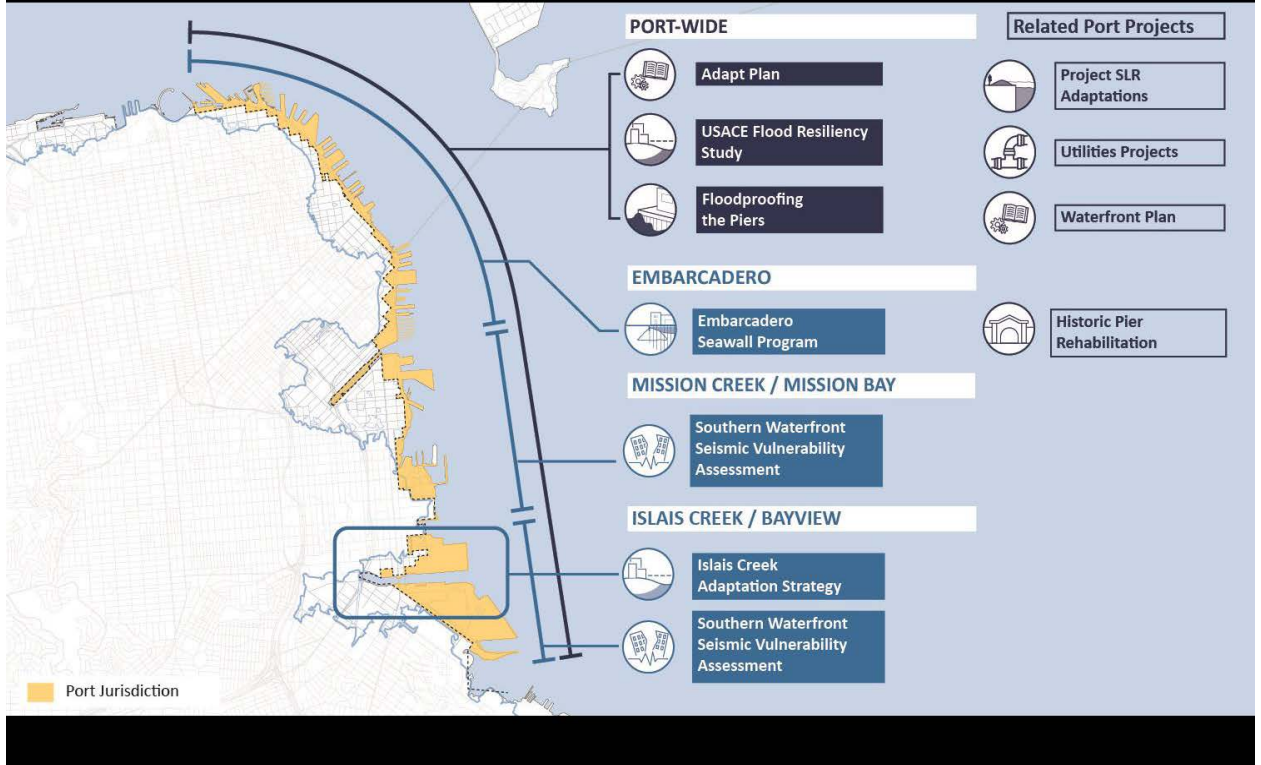 PORT-WIDE
Adapt Plan
USACE Flood Resiliency
Study
Floodproofing
the Piers
EMBARCADERO
Embarcadero
Seawall Program
MISSION CREEK / MISSION BAY
Southern Waterfront
Seismic Vulnerability
Assessment
ISLAIS CREEK / BAYVIEW
Islais Creek
Adaptation Strategy
Southern Waterfront
Seismic Vulnerability
Assessment
Related Port Projects
Project SLR
Adaptations
Utilities Projects
Waterfront Plan
Historic Pier
Rehabilitation
Port Jurisdiction